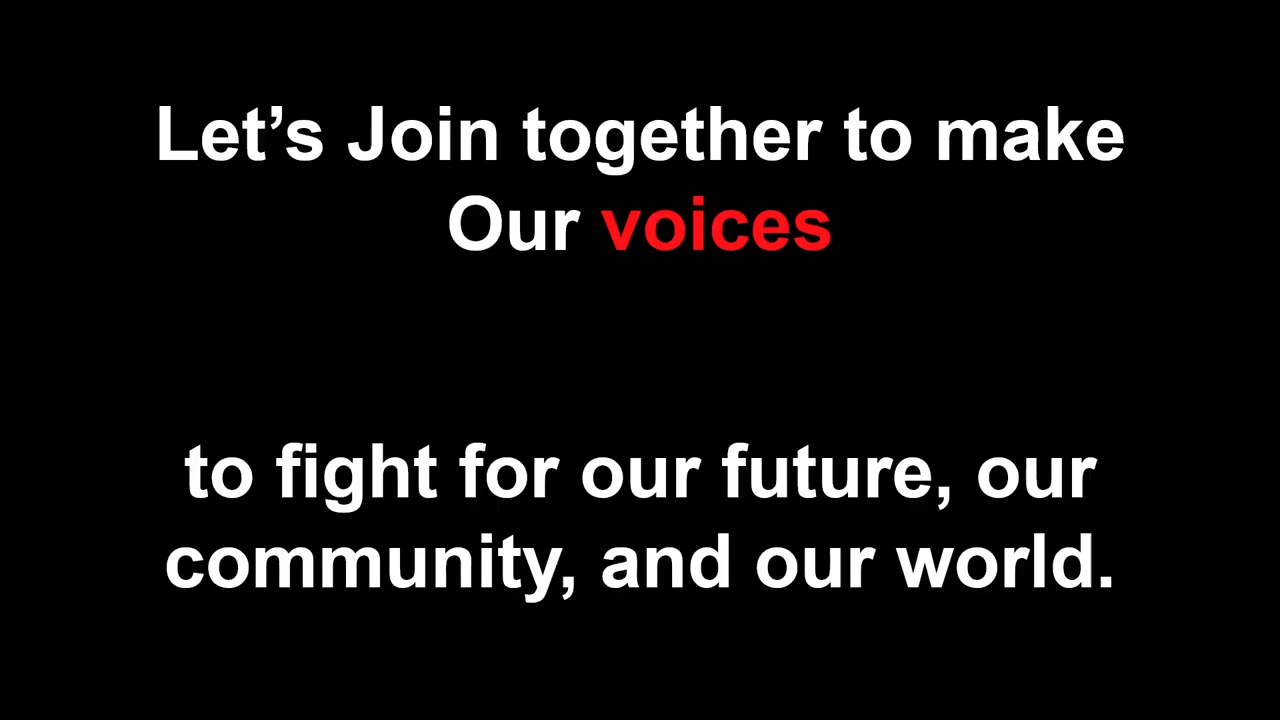 Let’s Join together to make
Our voices
to fight for our future, our
community, and our world.